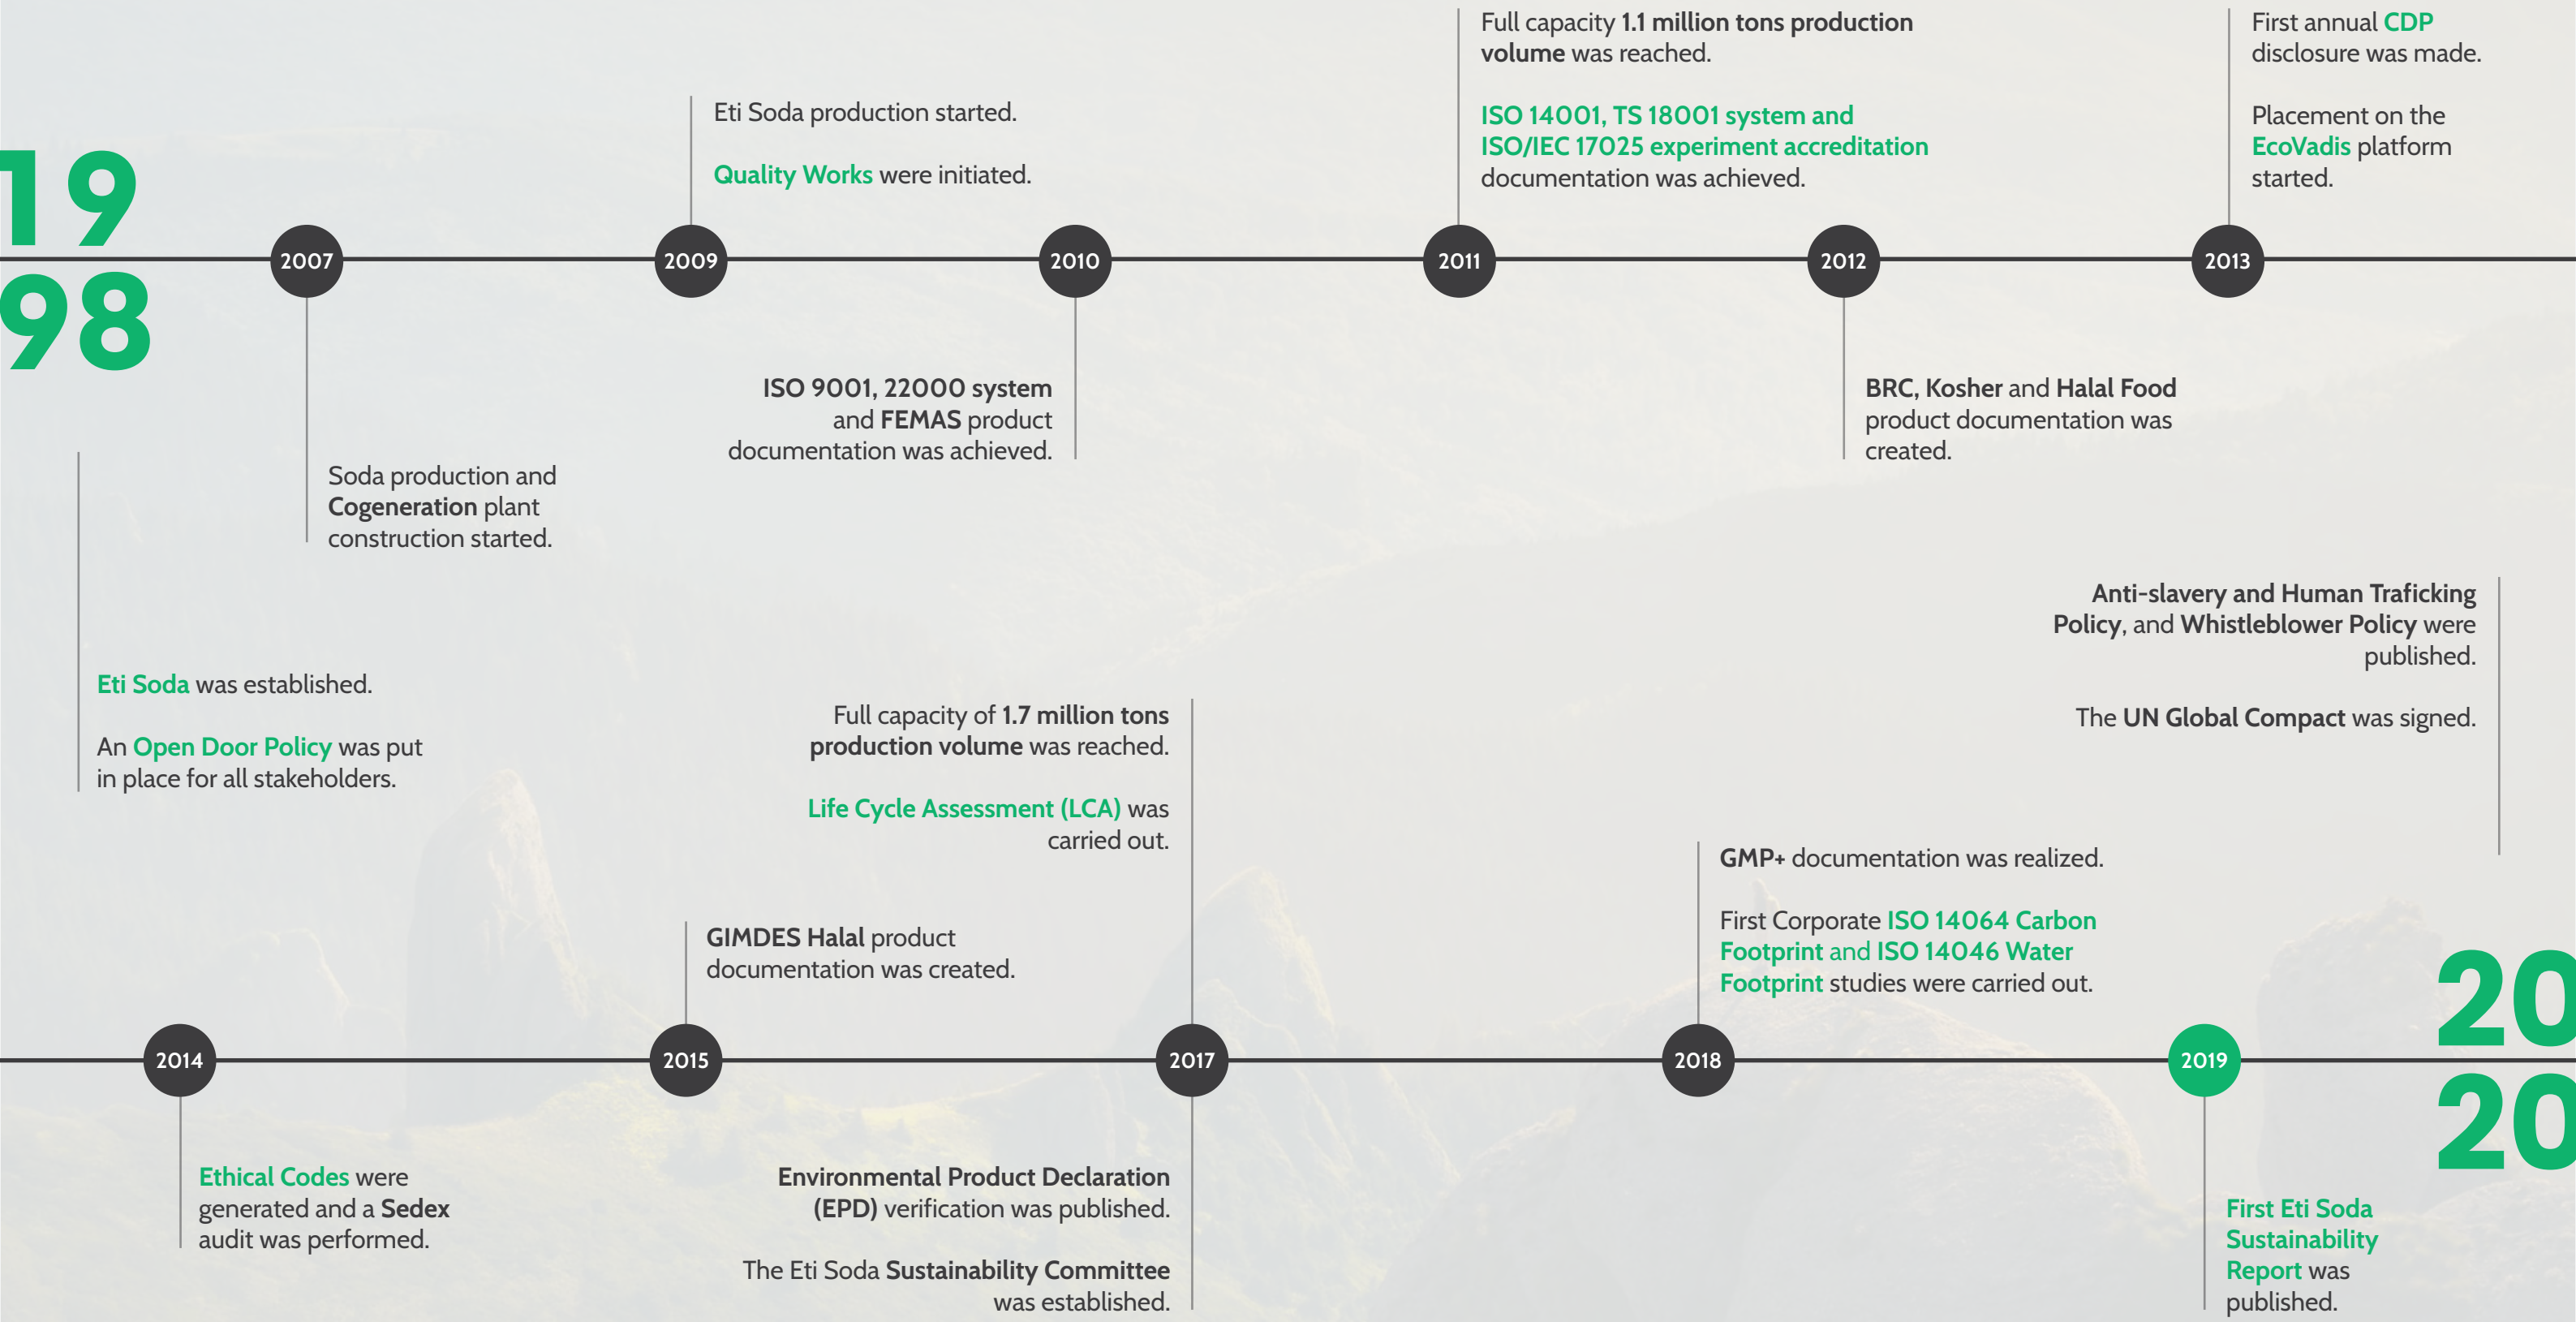 19
98
Eti Soda was established.
An Open Door Policy was put
in place for all stakeholders.
2007
Soda production and
Cogeneration plant
construction started.
2009
Eti Soda production started.
Quality Works were initiated.
2010
ISO 9001, 22000 system
and FEMAS product
documentation was achieved.
2011
Full capacity 1.1 million tons production
volume was reached.
ISO 14001, TS 18001 system and
ISO/IEC 17025 experiment accreditation
documentation was achieved.
2012
BRC, Kosher and Halal Food
product documentation was
created.
2013
First annual CDP
disclosure was made.
Placement on the
EcoVadis platform
started.
2014
Ethical Codes were
generated and a Sedex
audit was performed.
2015
GIMDES Halal product
documentation was created.
2017
Full capacity of 1.7 million tons
production volume was reached.
Life Cycle Assessment (LCA) was
carried out.
Environmental Product Declaration
(EPD) verification was published.
The Eti Soda Sustainability Committee
was established.
2018
GMP+ documentation was realized.
First Corporate ISO 14064 Carbon
Footprint and ISO 14046 Water
Footprint studies were carried out.
2019
First Eti Soda
Sustainability
Report was
published.
20
20
Anti-slavery and Human Traficking
Policy, and Whistleblower Policy were
published.
The UN Global Compact was signed.